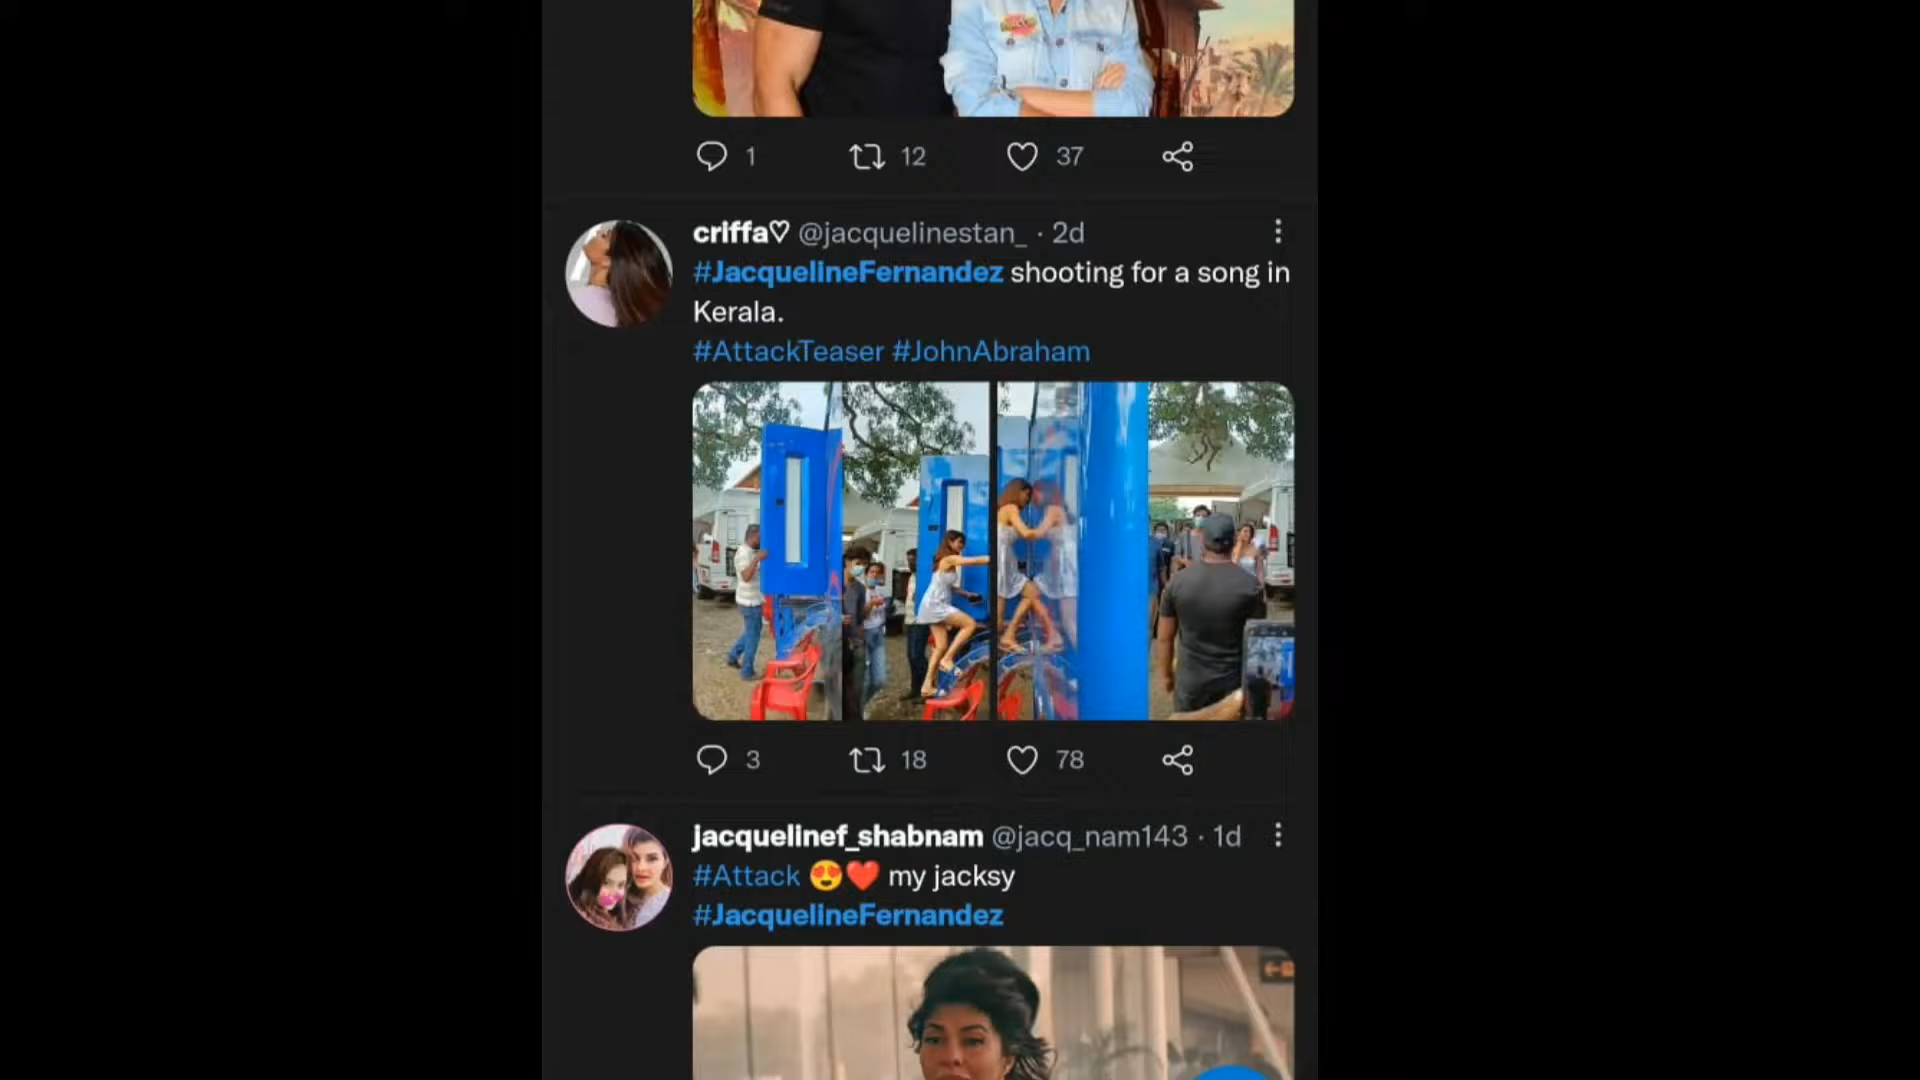 1 12 37
criffa♡ @jacquelinestan_ · 2d
#JacquelineFernandez shooting for a song in
Kerala.
#AttackTeaser #JohnAbraham
3 18 78
jacquelinef_shabnam @jacq_nam143 · 1d
#Attack 😍❤️ my jacksy
#JacquelineFernandez